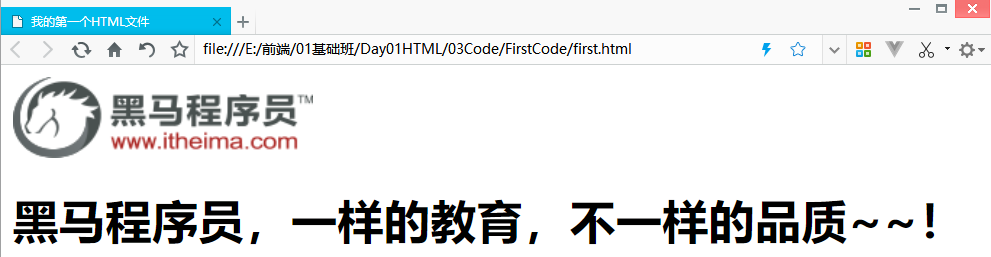 我的第一个HTML文件
file:///E:/前端/01基础班/Day01HTML/03Code/FirstCode/first.html
黑马程序员™
www.itheima.com
黑马程序员，一样的教育，不一样的品质~~！